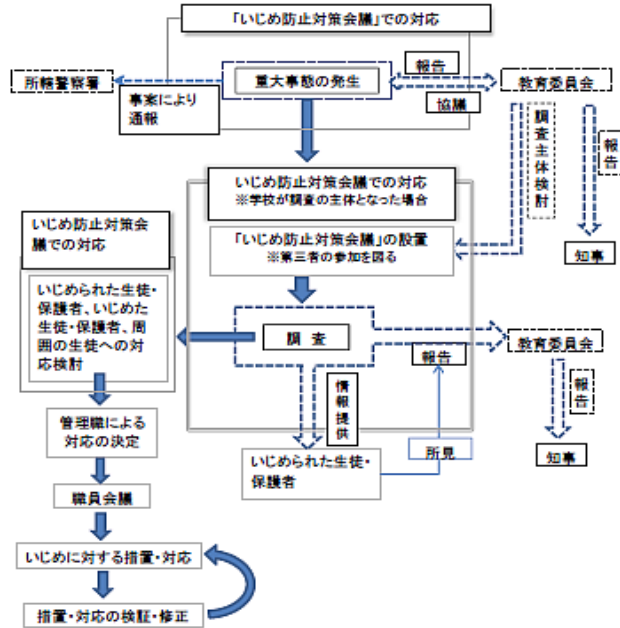 「いじめ防止対策会議」での対応
所轄警察署
重大事態の発生
報告
協議
教育委員会
事案により
通報
調査主体検討
報告
知事
いじめ防止対策会議での対応
※学校が調査の主体となった場合
「いじめ防止対策会議」の設置
※第三者の参加を図る
いじめ防止対策会
議での対応
いじめられた生徒・
保護者、いじめた
生徒・保護者、周
囲の生徒への対
応検討
調 査
報告
教育委員会
報告
知事
情報提供
いじめられた生徒・
保護者
所見
管理職による
対応の決定
職員会議
いじめに対する措置・対応
措置・対応の検証・修正